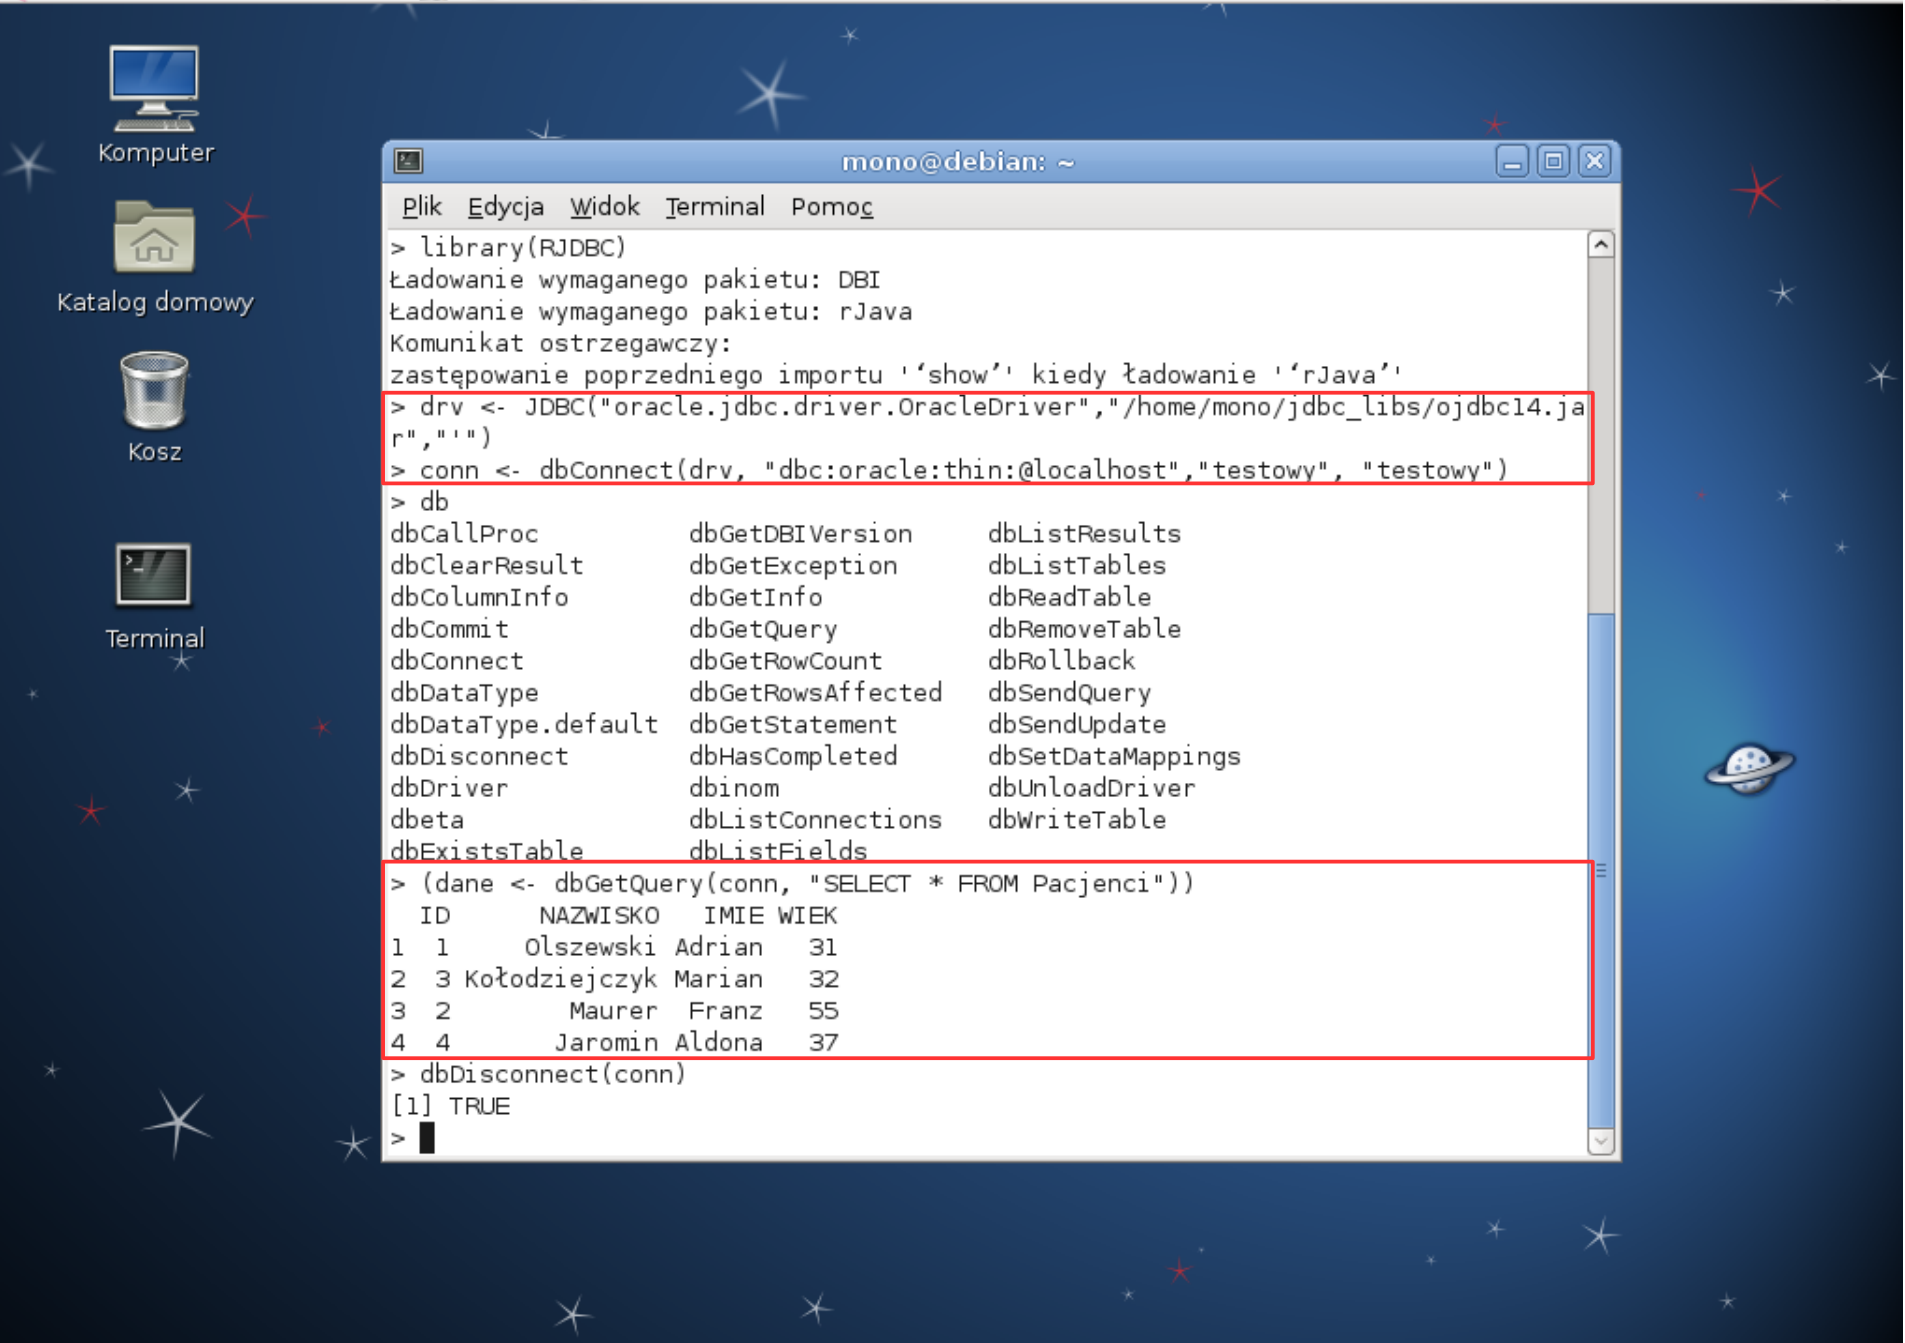 Komputer
Katalog domowy
Kosz
Terminal
mono@debian: ~
Plik Edycja Widok Terminal Pomoc
> library(RJDBC)
Ładowanie wymaganego pakietu: DBI
Ładowanie wymaganego pakietu: rJava
Komunikat ostrzegawczy:
zastępowanie poprzedniego importu '‘show’' kiedy ładowanie '‘rJava’'
> drv <- JDBC("oracle.jdbc.driver.OracleDriver","/home/mono/jdbc_libs/ojdbc14.ja
r","'")
> conn <- dbConnect(drv, "dbc:oracle:thin:@localhost","testowy", "testowy")
> db
dbCallProc dbGetDBIVersion dbListResults
dbClearResult dbGetException dbListTables
dbColumnInfo dbGetInfo dbReadTable
dbCommit dbGetQuery dbRemoveTable
dbConnect dbGetRowCount dbRollback
dbDataType dbGetRowsAffected dbSendQuery
dbDataType.default dbGetStatement dbSendUpdate
dbDisconnect dbHasCompleted dbSetDataMappings
dbDriver dbinom dbUnloadDriver
dbeta dbListConnections dbWriteTable
dbExistsTable dbListFields
> (dane <- dbGetQuery(conn, "SELECT * FROM Pacjenci"))
ID NAZWISKO IMIE WIEK
1 1 Olszewski Adrian 31
2 3 Kołodziejczyk Marian 32
3 2 Maurer Franz 55
4 4 Jaromin Aldona 37
> dbDisconnect(conn)
[1] TRUE
>